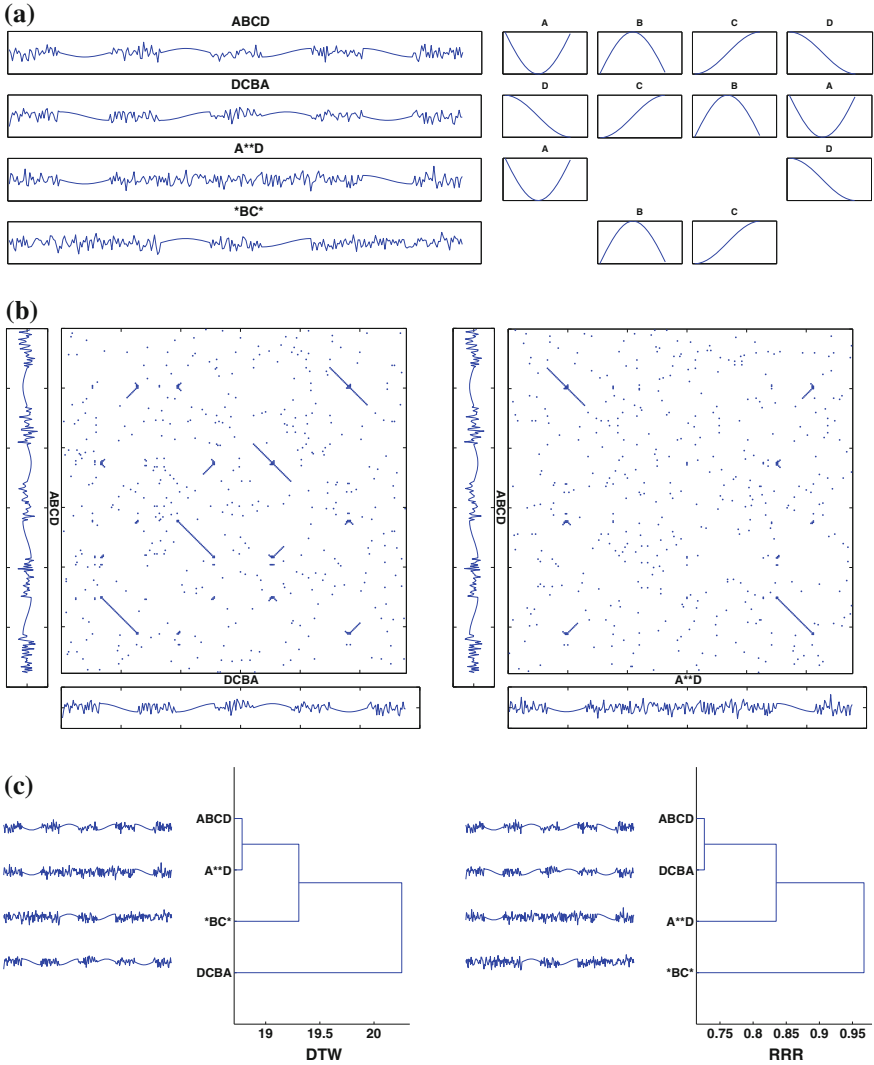 (a)
ABCD
A B C D
DCBA
D C B A
A**D
A D
*BC*
B C
(b)
ABCD
DCBA
ABCD
A**D
(c)
ABCD
A**D
*BC*
DCBA
19 19.5 20
DTW
ABCD
DCBA
A**D
*BC*
0.75 0.8 0.85 0.9 0.95
RRR